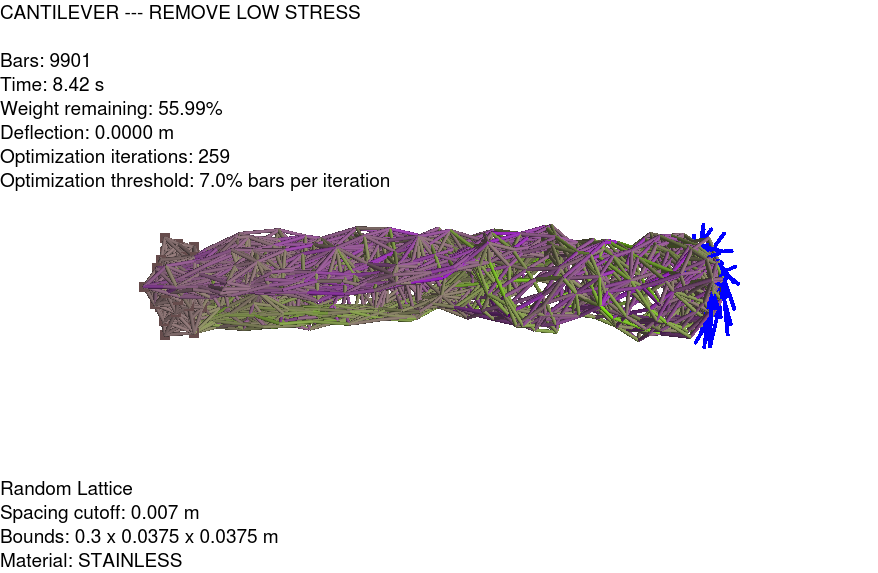 CANTILEVER --- REMOVE LOW STRESS
Bars: 9901
Time: 8.42 s
Weight remaining: 55.99%
Deflection: 0.0000 m
Optimization iterations: 259
Optimization threshold: 7.0% bars per iteration
Random Lattice
Spacing cutoff: 0.007 m
Bounds: 0.3 x 0.0375 x 0.0375 m
Material: STAINLESS